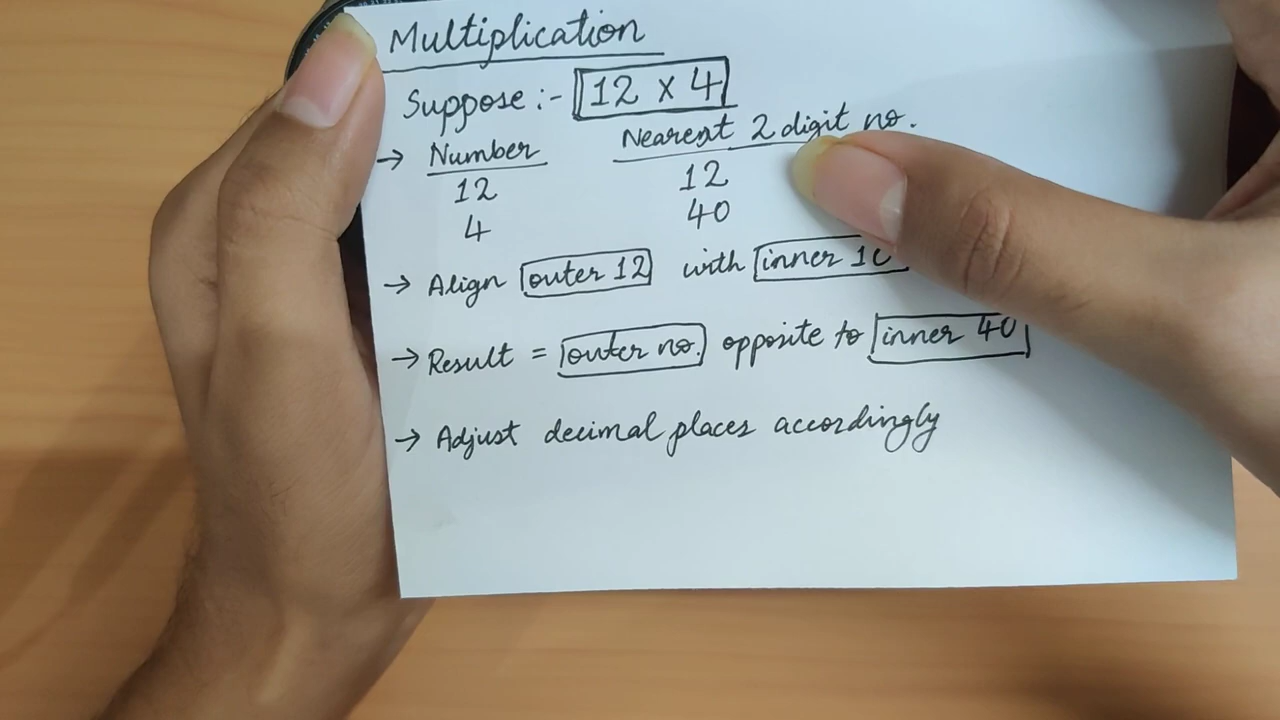 Multiplication
Suppose :- 12 x 4
→ Number Nearest 2 digit no.
12 12
4 40
→ Align outer 12 with inner
→ Result = outer no. opposite to inner 40
→ Adjust decimal places accordingly